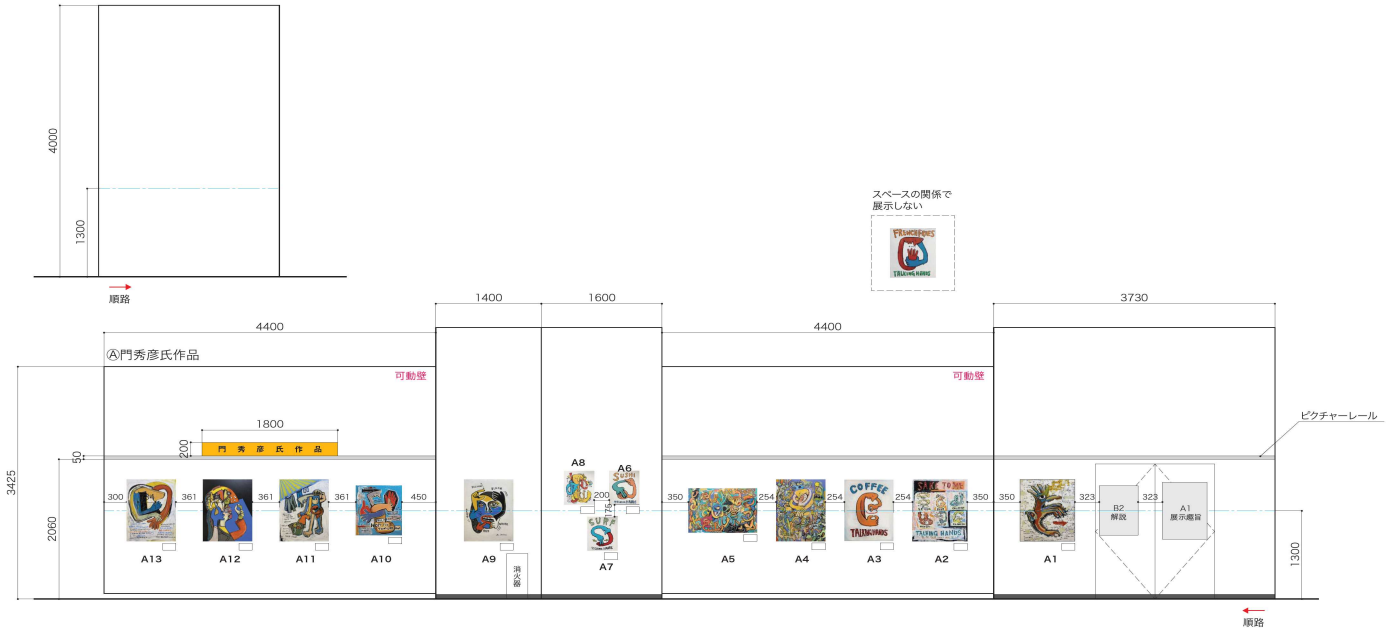 4000
1300
順路
スペースの関係で
展示しない
FRENCH FRIES
TALKING HANDS
1400
1600
3730
4400
4400
Ⓐ門秀彦氏作品
可動壁
可動壁
ピクチャーレール
1800
200
門秀彦氏作品
50
3425
2060
A8
A6
300
361
361
361
450
200
175
350
254
254
254
350
350
323
323
SUSHI
SURF
COFFEE
TALKING HANDS
TALKING HANDS
B2
解説
A1
展示趣旨
1300
A13
A12
A11
A10
A9
消火器
A7
A5
A4
A3
A2
A1
順路